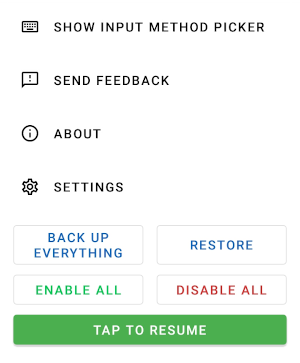 SHOW INPUT METHOD PICKER
SEND FEEDBACK
ABOUT
SETTINGS
BACK UP
EVERYTHING
RESTORE
ENABLE ALL
DISABLE ALL
TAP TO RESUME